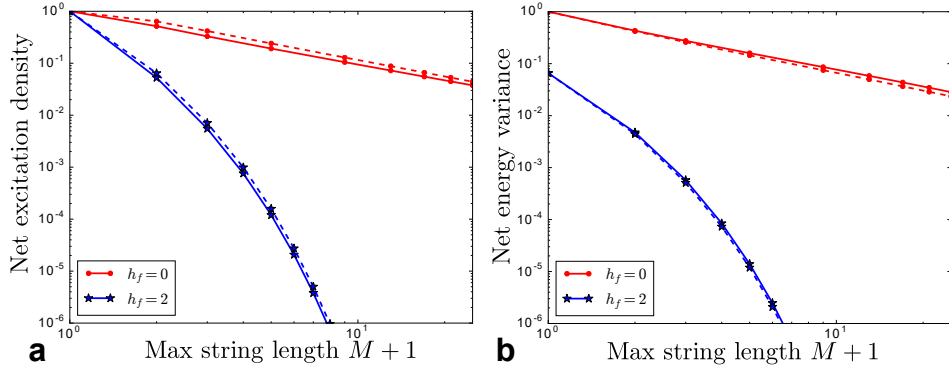 Net excitation density
10^0
10^-1
10^-2
10^-3
10^-4
10^-5
10^-6
h_f = 0
h_f = 2
10^0
10^1
Max string length M + 1
a
Net energy variance
10^0
10^-1
10^-2
10^-3
10^-4
10^-5
10^-6
h_f = 0
h_f = 2
10^0
10^1
Max string length M + 1
b